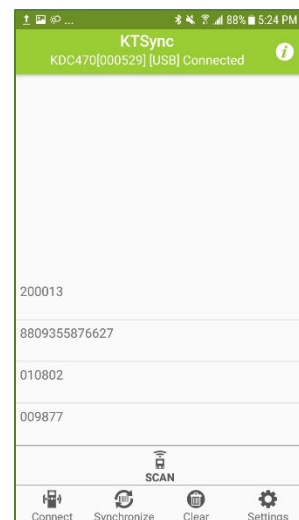 ... 88% 5:24 PM
KTSync
KDC470[000529] [USB] Connected
200013
8809355876627
010802
009877
SCAN
Connect Synchronize Clear Settings